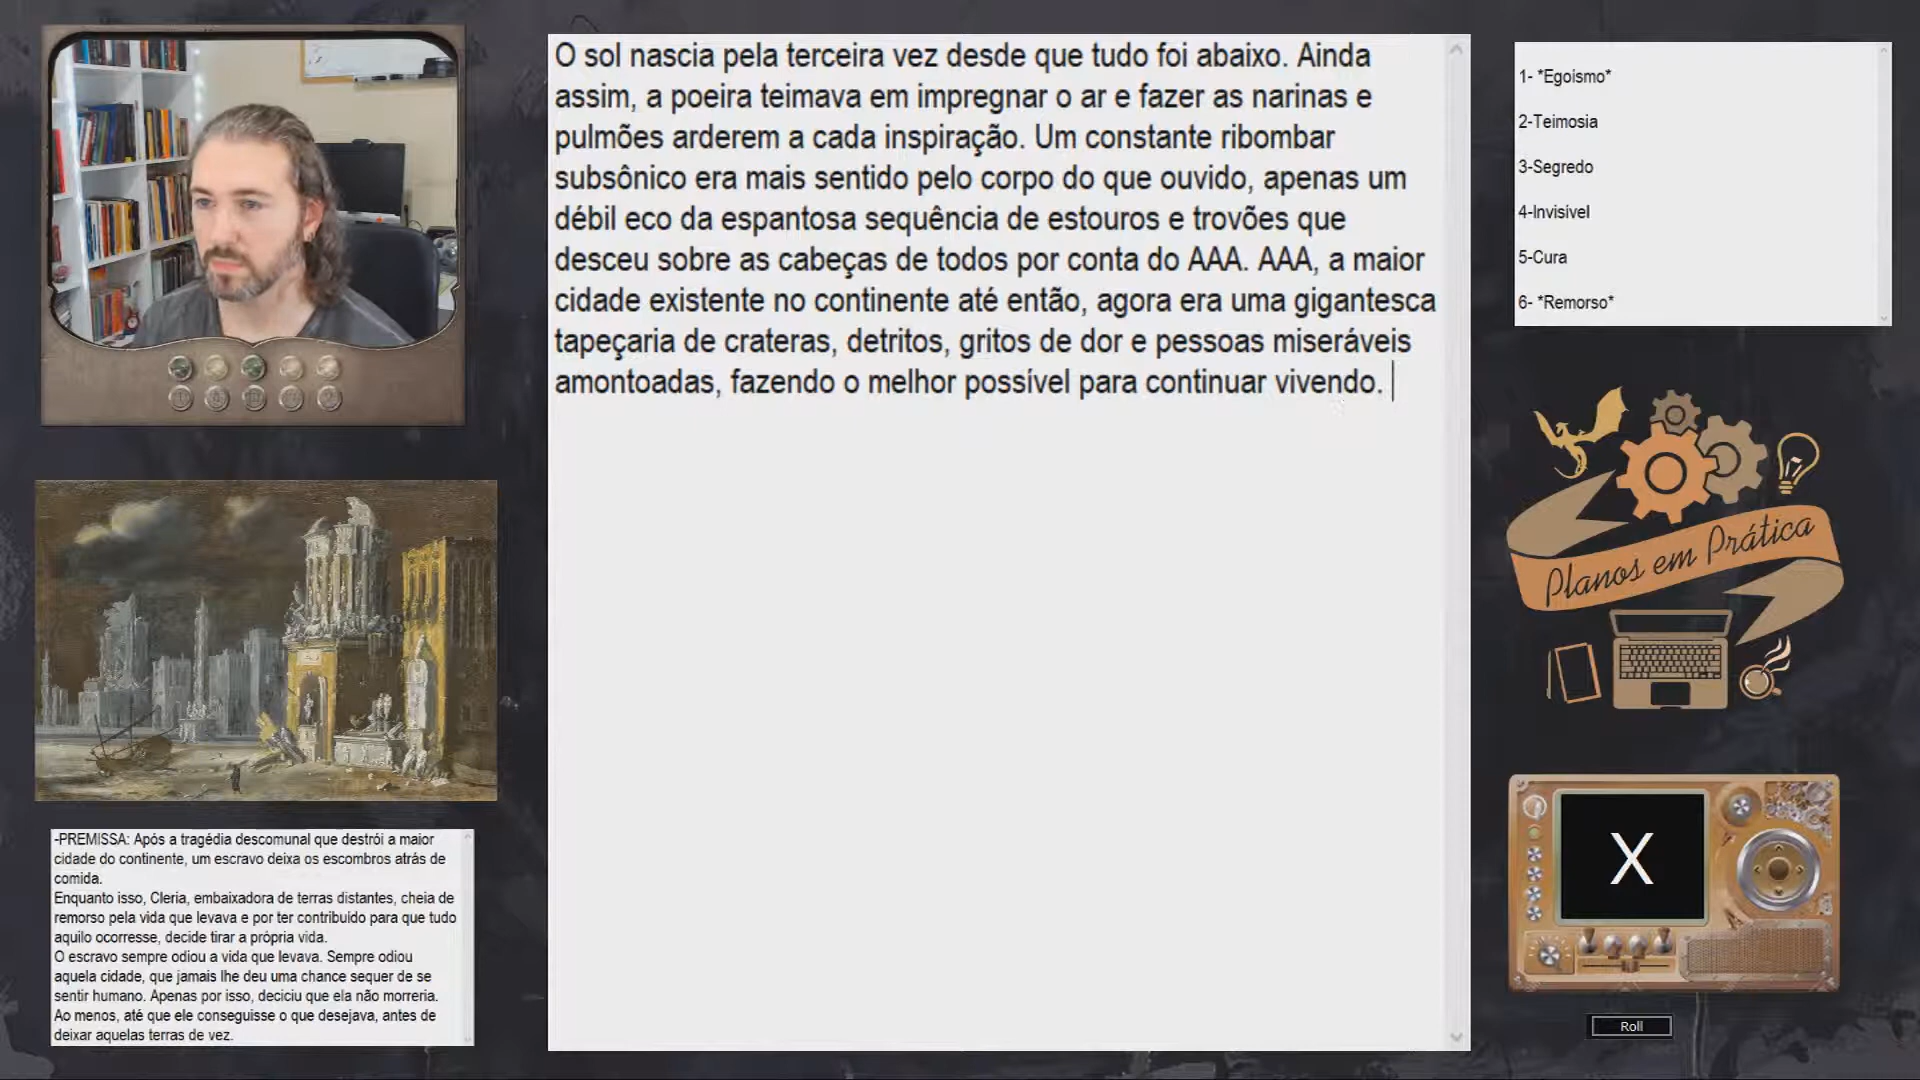 O sol nascia pela terceira vez desde que tudo foi abaixo. Ainda
assim, a poeira teimava em impregnar o ar e fazer as narinas e
pulmões arderem a cada inspiração. Um constante ribombar
subsônico era mais sentido pelo corpo do que ouvido, apenas um
débil eco da espantosa sequência de estouros e trovões que
desceu sobre as cabeças de todos por conta do AAA. AAA, a maior
cidade existente no continente até então, agora era uma gigantesca
tapeçaria de crateras, detritos, gritos de dor e pessoas miseráveis
amontoadas, fazendo o melhor possível para continuar vivendo.
-PREMISSA: Após a tragédia descomunal que destrói a maior
cidade do continente, um escravo deixa os escombros atrás de
comida.
Enquanto isso, Cleria, embaixadora de terras distantes, cheia de
remorso pela vida que levava e por ter contribuído para que tudo
aquilo ocorresse, decide tirar a própria vida.
O escravo sempre odiou a vida que levava. Sempre odiou
aquela cidade, que jamais lhe deu uma chance sequer de se
sentir humano. Apenas por isso, deciciu que ela não morreria.
Ao menos, até que ele conseguisse o que desejava, antes de
deixar aquelas terras de vez.
1- *Egoismo*
2-Teimosia
3-Segredo
4-Invisível
5-Cura
6- *Remorso*
Planos em Prática
X
Roll